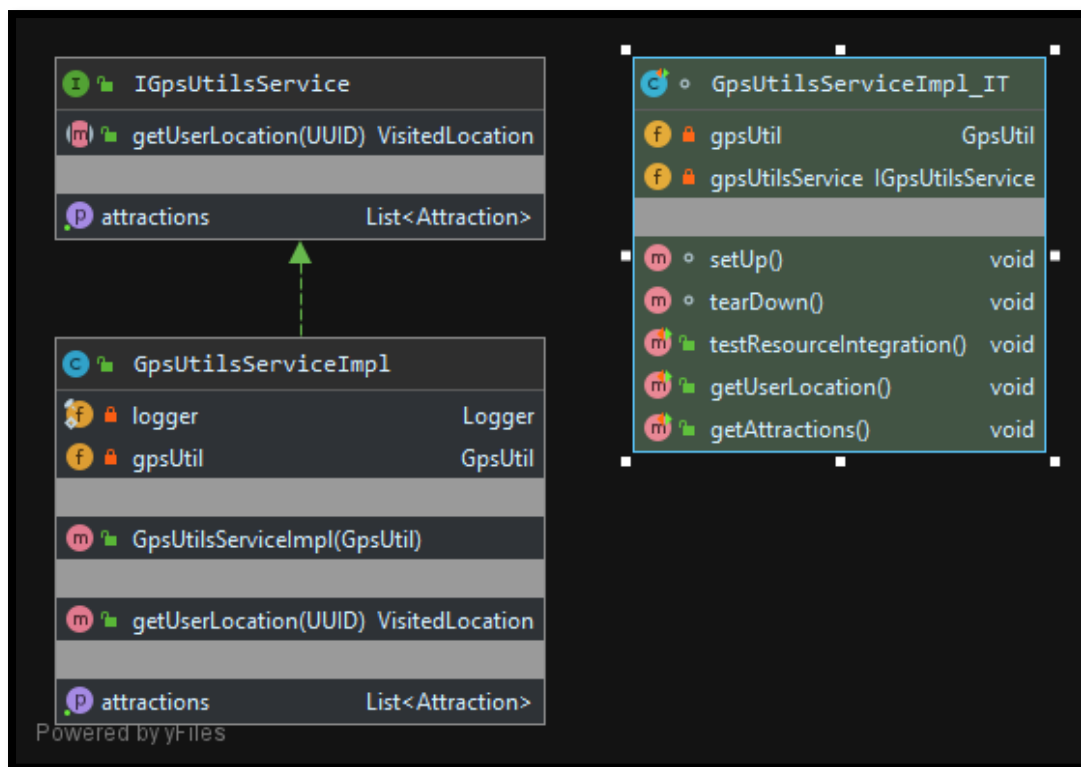 IGpsUtilsService
getUserLocation(UUID) VisitedLocation
attractions List<Attraction>
GpsUtilsServiceImpl
logger Logger
gpsUtil GpsUtil
GpsUtilsServiceImpl(GpsUtil)
getUserLocation(UUID) VisitedLocation
attractions List<Attraction>
Powered by yFiles
GpsUtilsServiceImpl_IT
gpsUtil GpsUtil
gpsUtilsService IGpsUtilsService
setUp() void
tearDown() void
testResourceIntegration() void
getUserLocation() void
getAttractions() void